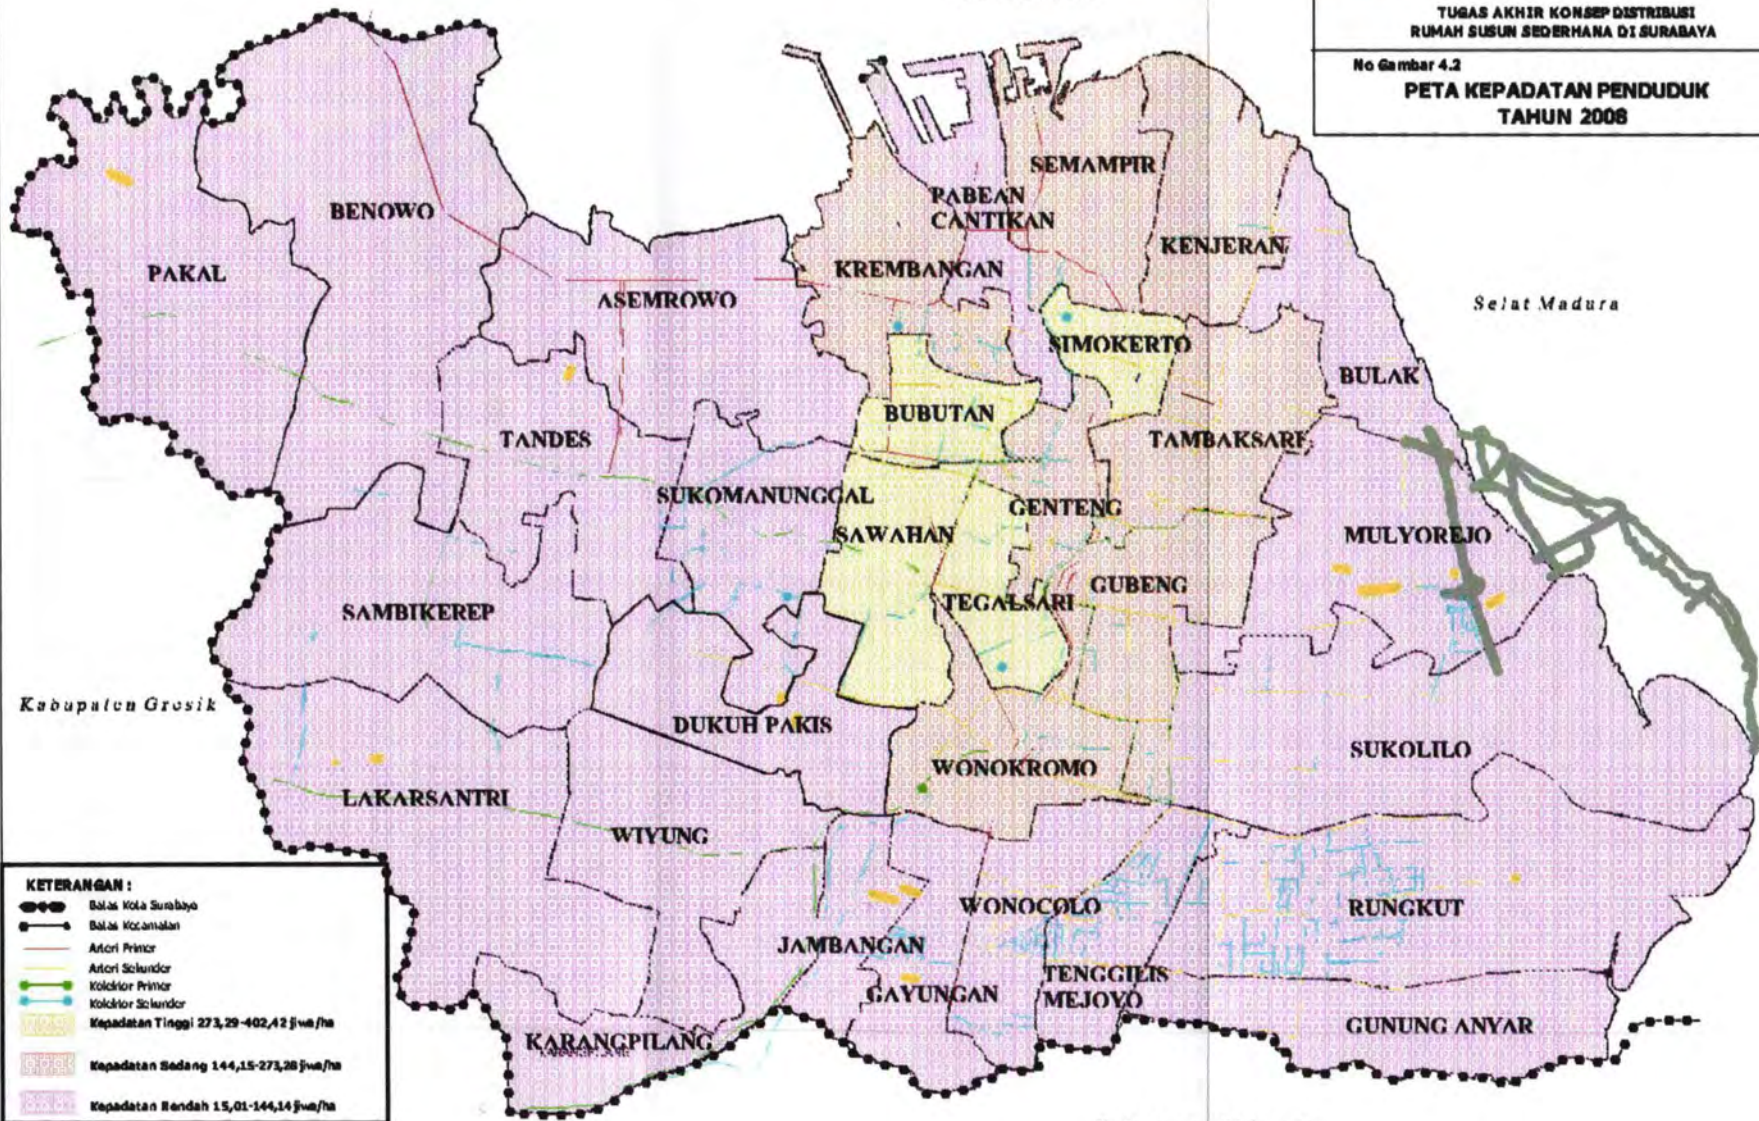 TUGAS AKHIR KONSEP DISTRIBUSI
RUMAH SUSUN SEDERHANA DI SURABAYA
No Gambar 4.2
PETA KEPADATAN PENDUDUK
TAHUN 2008
SEMAMPIR
PABEAN
CANTIKAN
BENOWO
KENJERAN
PAKAL
KREMBANGAN
ASEMROWO
Selat Madura
SIMOKERTO
BULAK
BUBUTAN
TANDES
TAMBAKSARI
SUKOMANUNGGAL
GENTENG
SAWAHAN
MULYOREJO
GUBENG
TEGALSARI
SAMBIKEREP
Kabupaten Gresik
DUKUH PAKIS
SUKOLILO
WONOKROMO
LAKARSANTRI
WIYUNG
WONOCOLO
RUNGKUT
JAMBANGAN
TENGGILIS
MEJOYO
GAYUNGAN
GUNUNG ANYAR
KARANGPILANG
KETERANGAN :
Batas Kota Surabaya
Batas Kecamatan
Arteri Primer
Arteri Sekunder
Kolektor Primer
Kolektor Sekunder
Kepadatan Tinggi 273,29-402,42 jiwa/ha
Kepadatan Sedang 144,15-273,28 jiwa/ha
Kepadatan Rendah 15,01-144,14 jiwa/ha